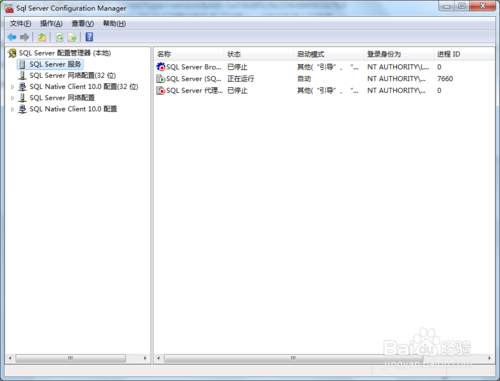 Sql Server Configuration Manager
文件(F) 操作(A) 查看(V) 帮助(H)
SQL Server 配置管理器 (本地)
SQL Server 服务
SQL Server 网络配置(32 位)
SQL Native Client 10.0 配置(32 位)
SQL Server 网络配置
SQL Native Client 10.0 配置
名称 状态 启动模式 登录身份为 进程 ID
SQL Server Bro... 已停止 其他(“引导”、“... NT AUTHORITY\L... 0
SQL Server (SQ... 正在运行 自动 NT AUTHORITY\... 7660
SQL Server 代理... 已停止 其他(“引导”、“... NT AUTHORITY\... 0
Baidu 经验
jingyan.baidu.com